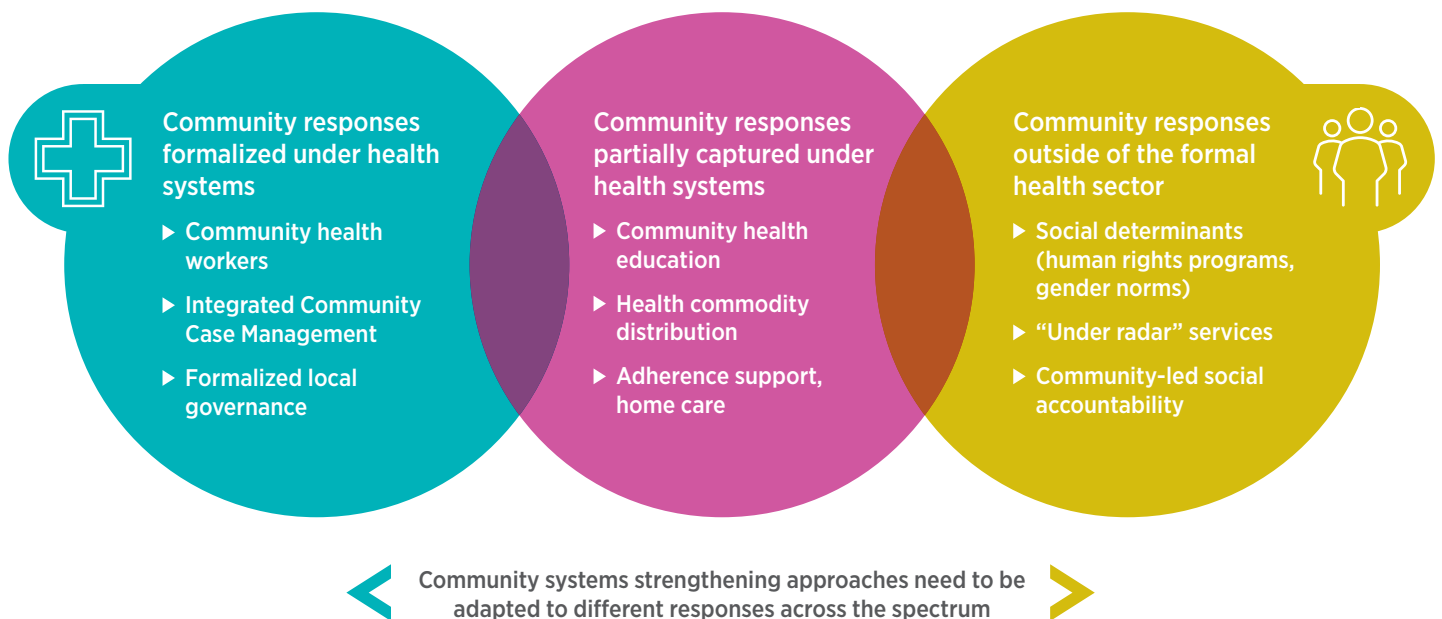 Community responses
formalized under health
systems
▶ Community health
workers
▶ Integrated Community
Case Management
▶ Formalized local
governance
Community responses
partially captured under
health systems
▶ Community health
education
▶ Health commodity
distribution
▶ Adherence support,
home care
Community responses
outside of the formal
health sector
▶ Social determinants
(human rights programs,
gender norms)
▶ “Under radar” services
▶ Community-led social
accountability
Community systems strengthening approaches need to be
adapted to different responses across the spectrum